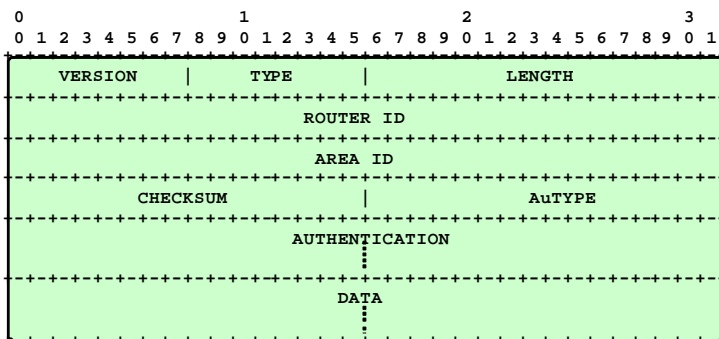 0 1 2 3
0 1 2 3 4 5 6 7 8 9 0 1 2 3 4 5 6 7 8 9 0 1 2 3 4 5 6 7 8 9 0 1
VERSION | TYPE | LENGTH
ROUTER ID
AREA ID
CHECKSUM | AuTYPE
AUTHENTICATION
DATA